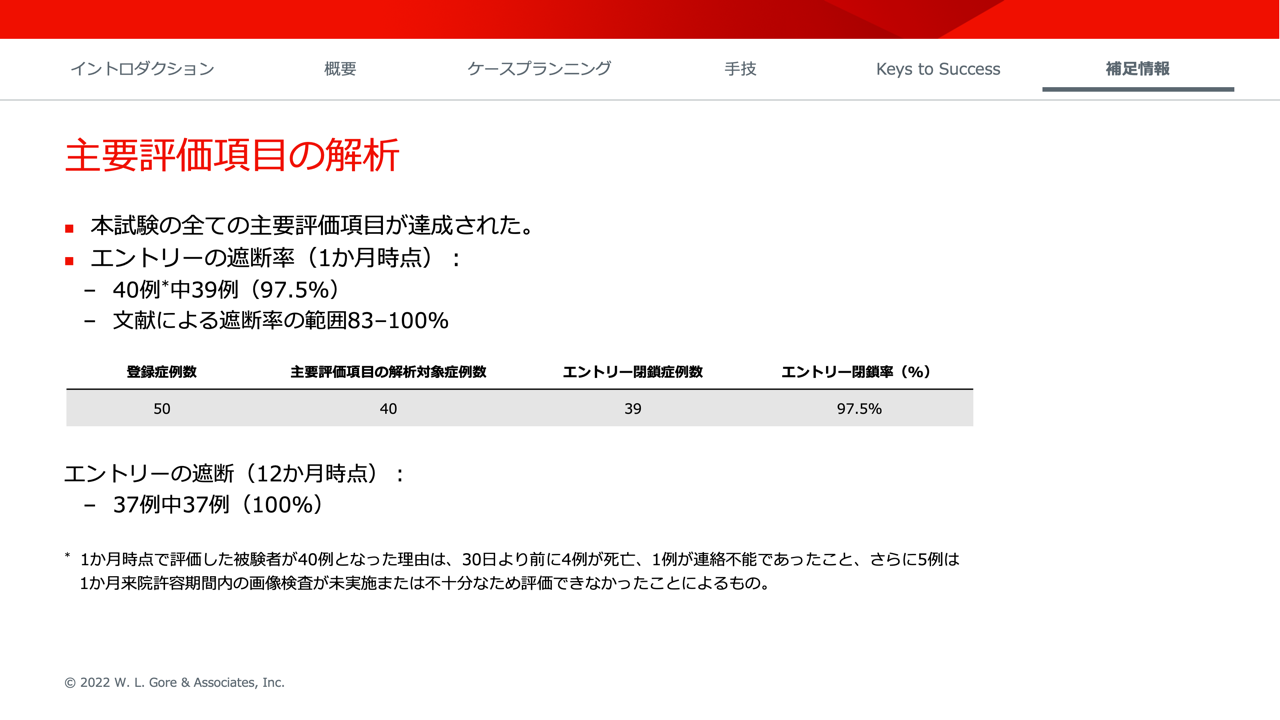 イントロダクション 概要 ケースプランニング 手技 Keys to Success 補足情報
主要評価項目の解析
■ 本試験の全ての主要評価項目が達成された。
■ エントリーの遮断率（1か月時点）：
– 40例*中39例（97.5%）
– 文献による遮断率の範囲83–100%
登録症例数 主要評価項目の解析対象症例数 エントリー閉鎖症例数 エントリー閉鎖率（%）
50 40 39 97.5%
エントリーの遮断（12か月時点）：
– 37例中37例（100%）
* 1か月時点で評価した被験者が40例となった理由は、30日より前に4例が死亡、1例が連絡不能であったこと、さらに5例は
1か月来院許容期間内の画像検査が未実施または不十分なため評価できなかったことによるもの。
© 2022 W. L. Gore & Associates, Inc.